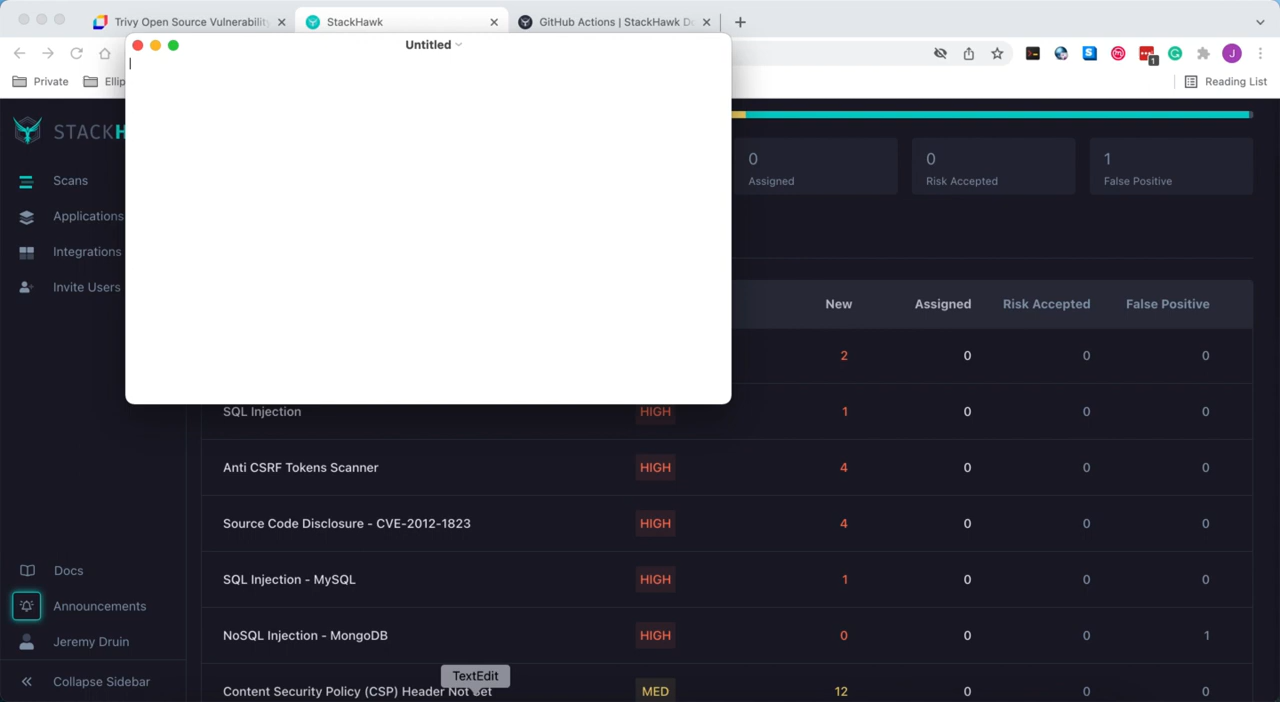 Trivy Open Source Vulnerability
StackHawk
GitHub Actions | StackHawk Do
Untitled
1
J
Private
Ellip
Reading List
STACKH
0
Assigned
0
Risk Accepted
1
False Positive
Scans
Applications
Integrations
Invite Users
New Assigned Risk Accepted False Positive
2 0 0 0
SQL Injection HIGH 1 0 0 0
Anti CSRF Tokens Scanner HIGH 4 0 0 0
Source Code Disclosure - CVE-2012-1823 HIGH 4 0 0 0
SQL Injection - MySQL HIGH 1 0 0 0
NoSQL Injection - MongoDB HIGH 0 0 0 1
Content Security Policy (CSP) Header Not Set MED 12 0 0 0
TextEdit
Docs
Announcements
Jeremy Druin
Collapse Sidebar